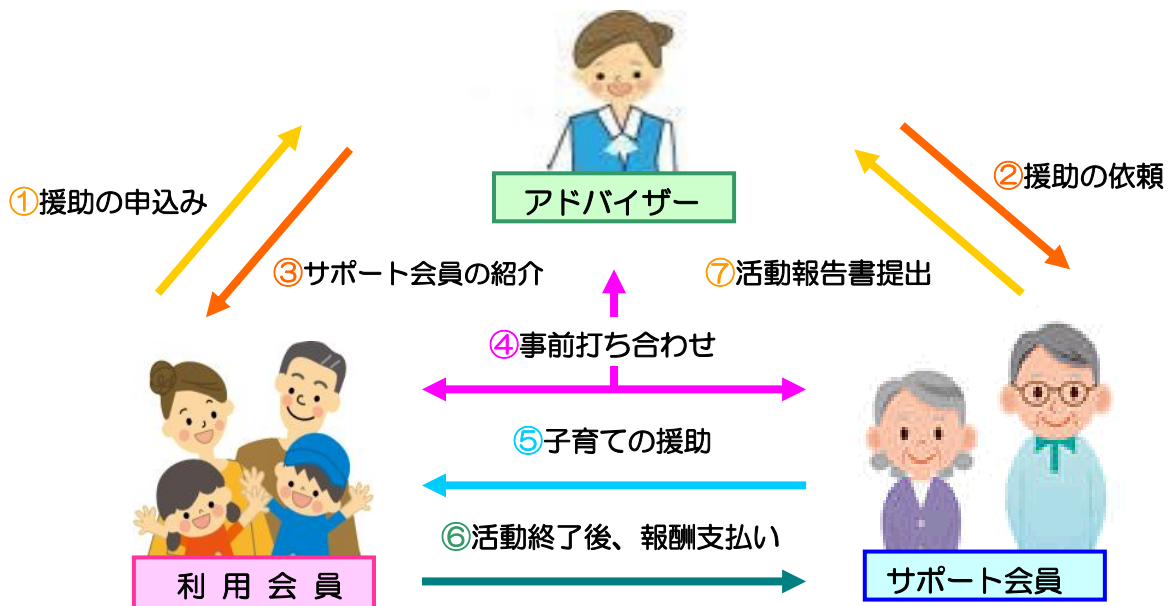 アドバイザー
①援助の申込み
②援助の依頼
③サポート会員の紹介
⑦活動報告書提出
④事前打ち合わせ
⑤子育ての援助
⑥活動終了後、報酬支払い
利用会員
サポート会員